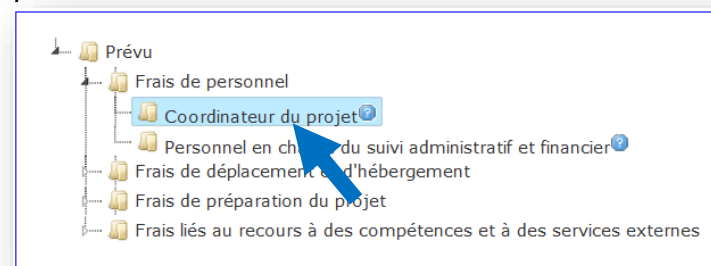 Prévu
Frais de personnel
Coordinateur du projet
Personnel en du suivi administratif et financier
Frais de déplacement d'hébergement
Frais de préparation du projet
Frais liés au recours à des compétences et à des services externes